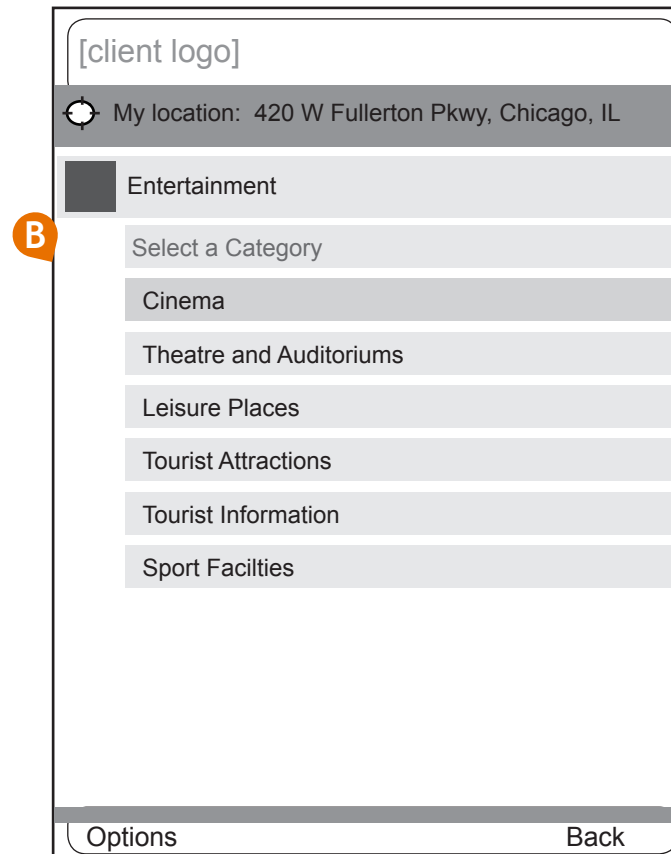 [client logo]
My location: 420 W Fullerton Pkwy, Chicago, IL
Entertainment
B
Select a Category
Cinema
Theatre and Auditoriums
Leisure Places
Tourist Attractions
Tourist Information
Sport Facilties
Options Back